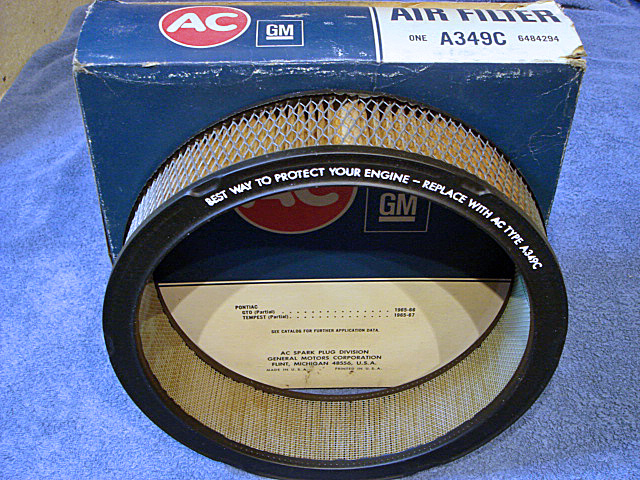 AC
GM
AIR FILTER
ONE A349C 6484294
BEST WAY TO PROTECT YOUR ENGINE – REPLACE WITH AC TYPE A349C
AC
GM
PONTIAC
GTO (Partial) . . . . . . . . . . . . . . . 1965-66
TEMPEST (Partial). . . . . . . . . . . . . . . 1965-67
SEE CATALOG FOR FURTHER APPLICATION DATA.
AC SPARK PLUG DIVISION
GENERAL MOTORS CORPORATION
FLINT, MICHIGAN 48556, U.S.A.
MADE IN U.S.A. PRINTED IN U.S.A.